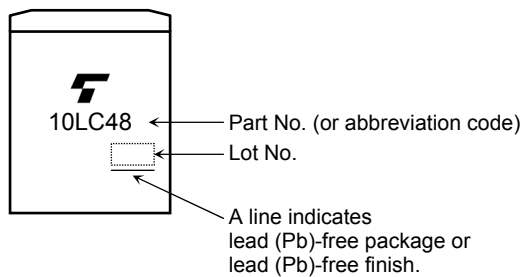 10LC48
Part No. (or abbreviation code)
Lot No.
A line indicates
lead (Pb)-free package or
lead (Pb)-free finish.